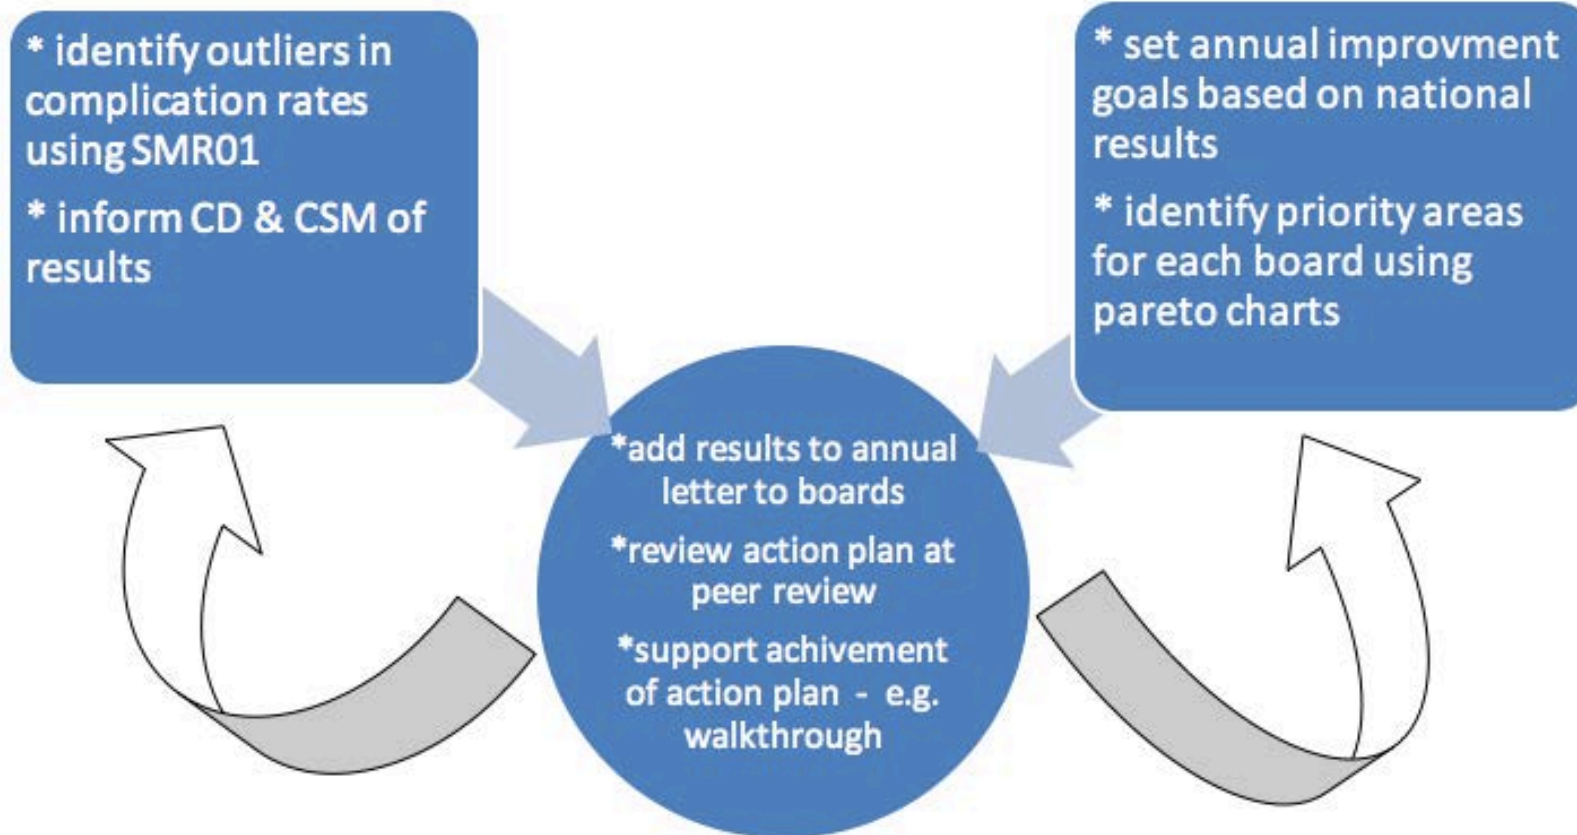 * identify outliers in
complication rates
using SMR01
* inform CD & CSM of
results
* set annual improvment
goals based on national
results
* identify priority areas
for each board using
pareto charts
*add results to annual
letter to boards
*review action plan at
peer review
*support achivement
of action plan - e.g.
walkthrough